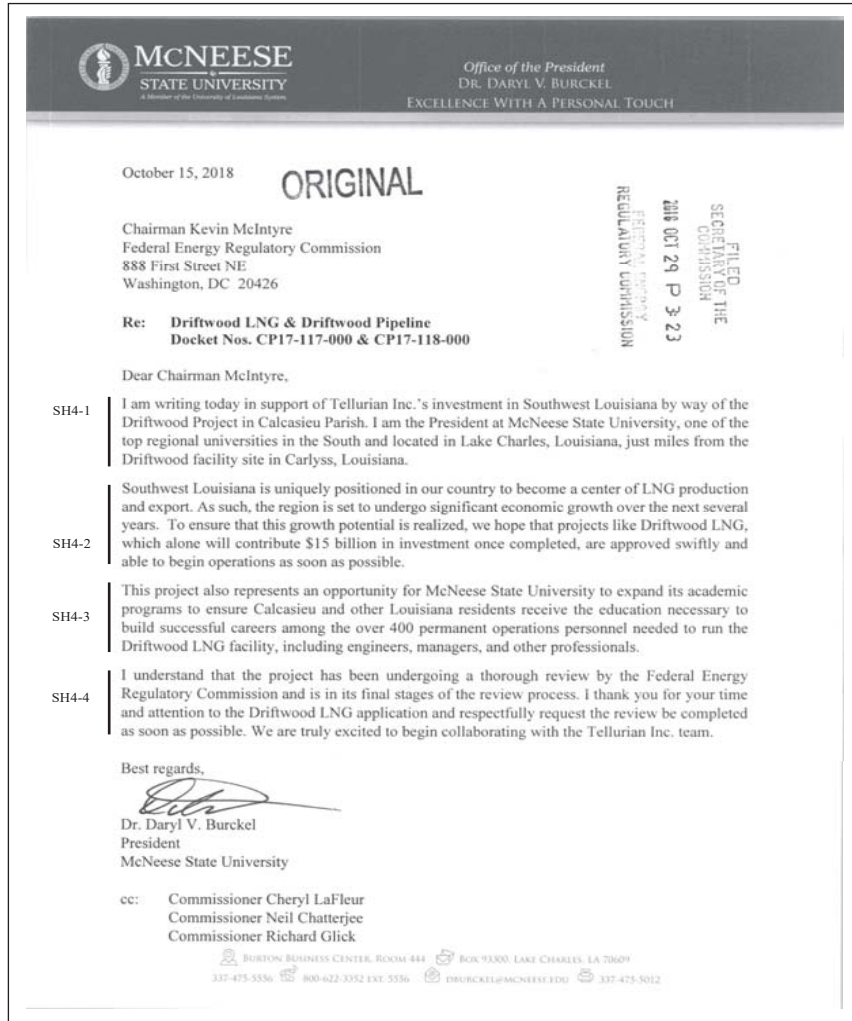 McNEESE
STATE UNIVERSITY
A Member of the University of Louisiana System
Office of the President
DR. DARYL V. BURCKEL
EXCELLENCE WITH A PERSONAL TOUCH
October 15, 2018
ORIGINAL
FILED
SECRETARY OF THE
COMMISSION
2018 OCT 29 P 3:23
FEDERAL ENERGY
REGULATORY COMMISSION
Chairman Kevin McIntyre
Federal Energy Regulatory Commission
888 First Street NE
Washington, DC 20426
Re: Driftwood LNG & Driftwood Pipeline
Docket Nos. CP17-117-000 & CP17-118-000
Dear Chairman McIntyre,
SH4-1
I am writing today in support of Tellurian Inc.'s investment in Southwest Louisiana by way of the
Driftwood Project in Calcasieu Parish. I am the President at McNeese State University, one of the
top regional universities in the South and located in Lake Charles, Louisiana, just miles from the
Driftwood facility site in Carlyss, Louisiana.
Southwest Louisiana is uniquely positioned in our country to become a center of LNG production
and export. As such, the region is set to undergo significant economic growth over the next several
years. To ensure that this growth potential is realized, we hope that projects like Driftwood LNG,
SH4-2
which alone will contribute $15 billion in investment once completed, are approved swiftly and
able to begin operations as soon as possible.
This project also represents an opportunity for McNeese State University to expand its academic
programs to ensure Calcasieu and other Louisiana residents receive the education necessary to
SH4-3
build successful careers among the over 400 permanent operations personnel needed to run the
Driftwood LNG facility, including engineers, managers, and other professionals.
I understand that the project has been undergoing a thorough review by the Federal Energy
SH4-4
Regulatory Commission and is in its final stages of the review process. I thank you for your time
and attention to the Driftwood LNG application and respectfully request the review be completed
as soon as possible. We are truly excited to begin collaborating with the Tellurian Inc. team.
Best regards,
Dr. Daryl V. Burckel
President
McNeese State University
cc: Commissioner Cheryl LaFleur
Commissioner Neil Chatterjee
Commissioner Richard Glick
BURTON BUSINESS CENTER, ROOM 444 BOX 93300, LAKE CHARLES, LA 70609
337-475-5556 800-622-3352 EXT. 5556 DBURCKEL@MCNEESE.EDU 337-475-5012